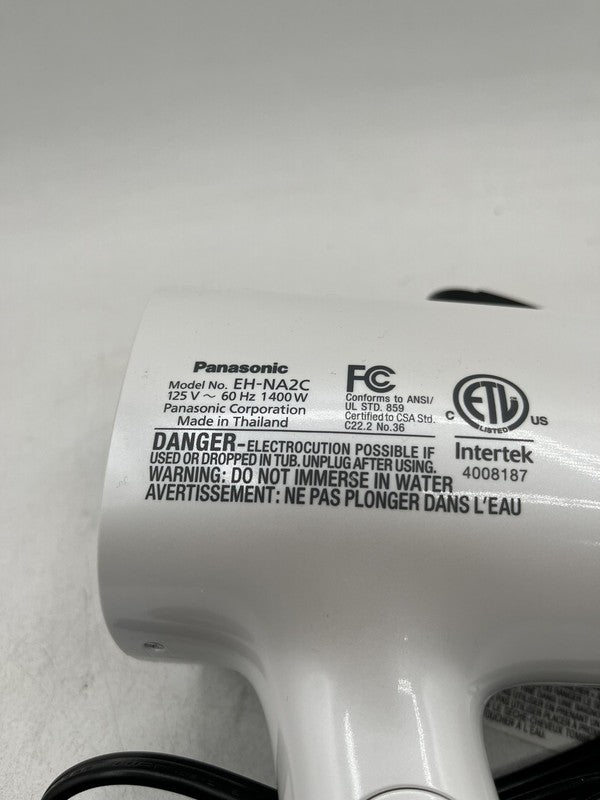 Panasonic
Model No. EH-NA2C
125 V ～ 60 Hz 1400 W
Panasonic Corporation
Made in Thailand
FC
Conforms to ANSI/
UL STD. 859
Certified to CSA Std.
C22.2 No.36
C ETL US
LISTED
Intertek
4008187
DANGER-ELECTROCUTION POSSIBLE IF
USED OR DROPPED IN TUB. UNPLUG AFTER USING.
WARNING: DO NOT IMMERSE IN WATER
AVERTISSEMENT: NE PAS PLONGER DANS L'EAU